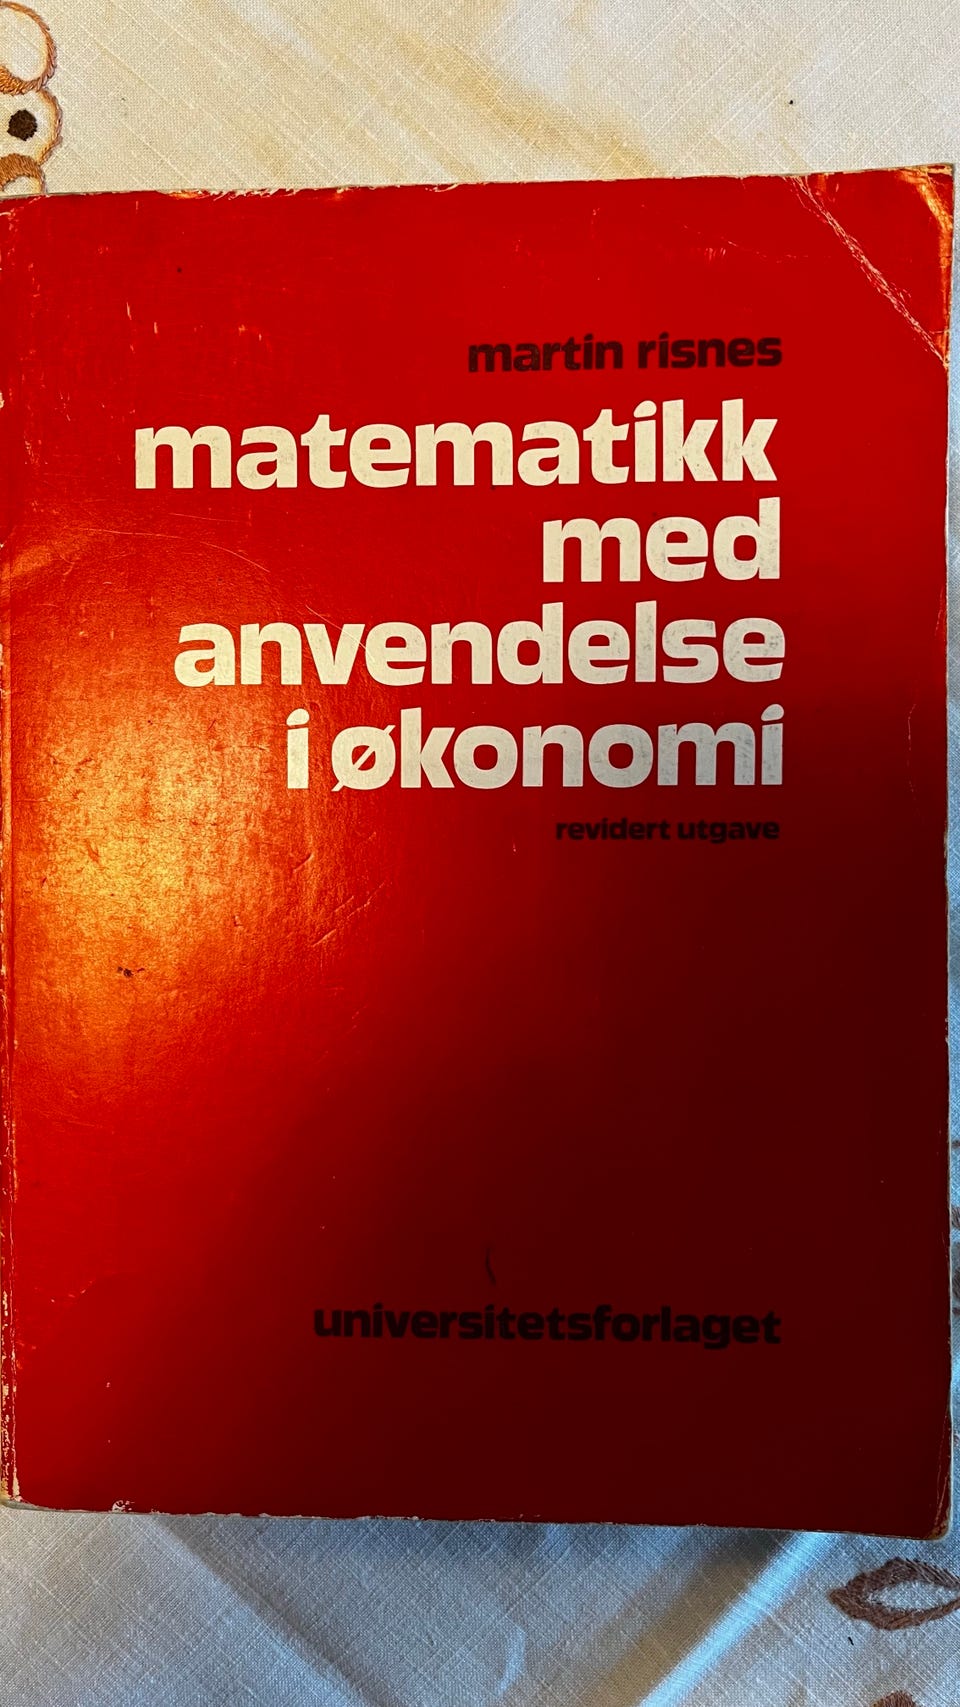 martin risnes
matematikk
med
anvendelse
i økonomi
revidert utgave
universitetsforlaget